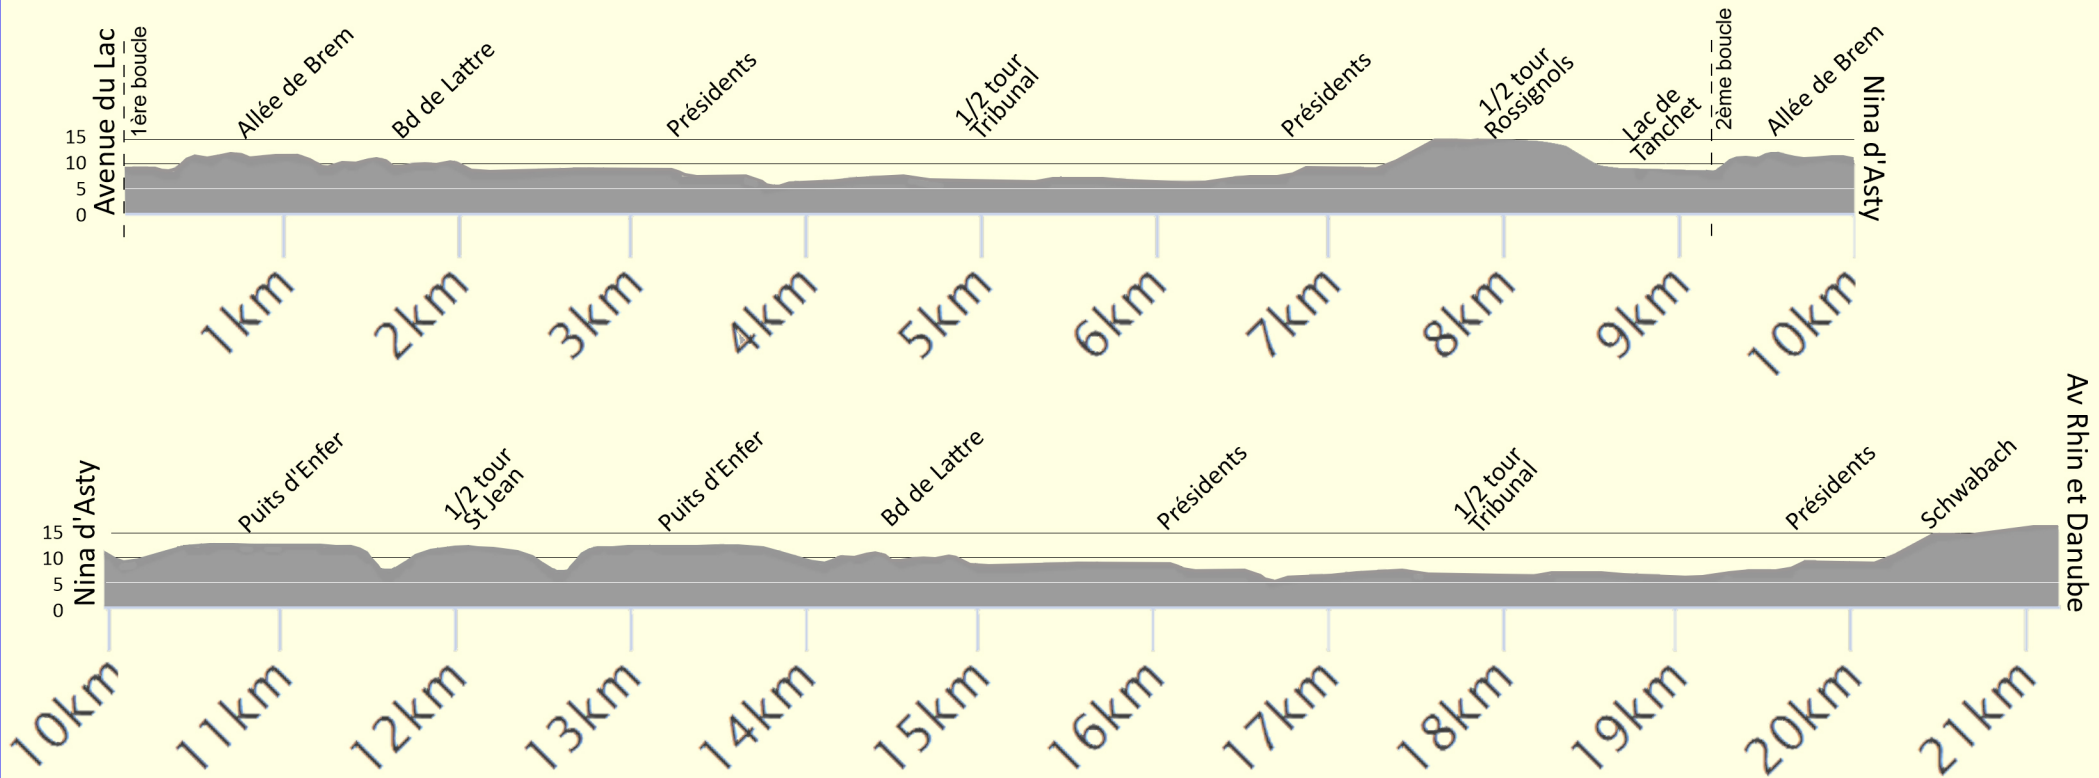 Avenue du Lac
1ère boucle
Allée de Brem
Bd de Lattre
Présidents
1/2 tour
Tribunal
Présidents
1/2 tour
Rossignols
Lac de
Tanchet
2ème boucle
Allée de Brem
Nina d'Asty
15
10
5
0
1km
2km
3km
4km
5km
6km
7km
8km
9km
10km
Nina d'Asty
Puits d'Enfer
1/2 tour
St Jean
Puits d'Enfer
Bd de Lattre
Présidents
1/2 tour
Tribunal
Présidents
Schwabach
Av Rhin et Danube
15
10
5
0
10km
11km
12km
13km
14km
15km
16km
17km
18km
19km
20km
21km